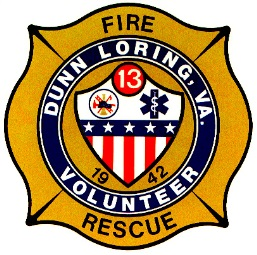 FIRE
DUNN LORING, VA.
13
19 42
VOLUNTEER
RESCUE